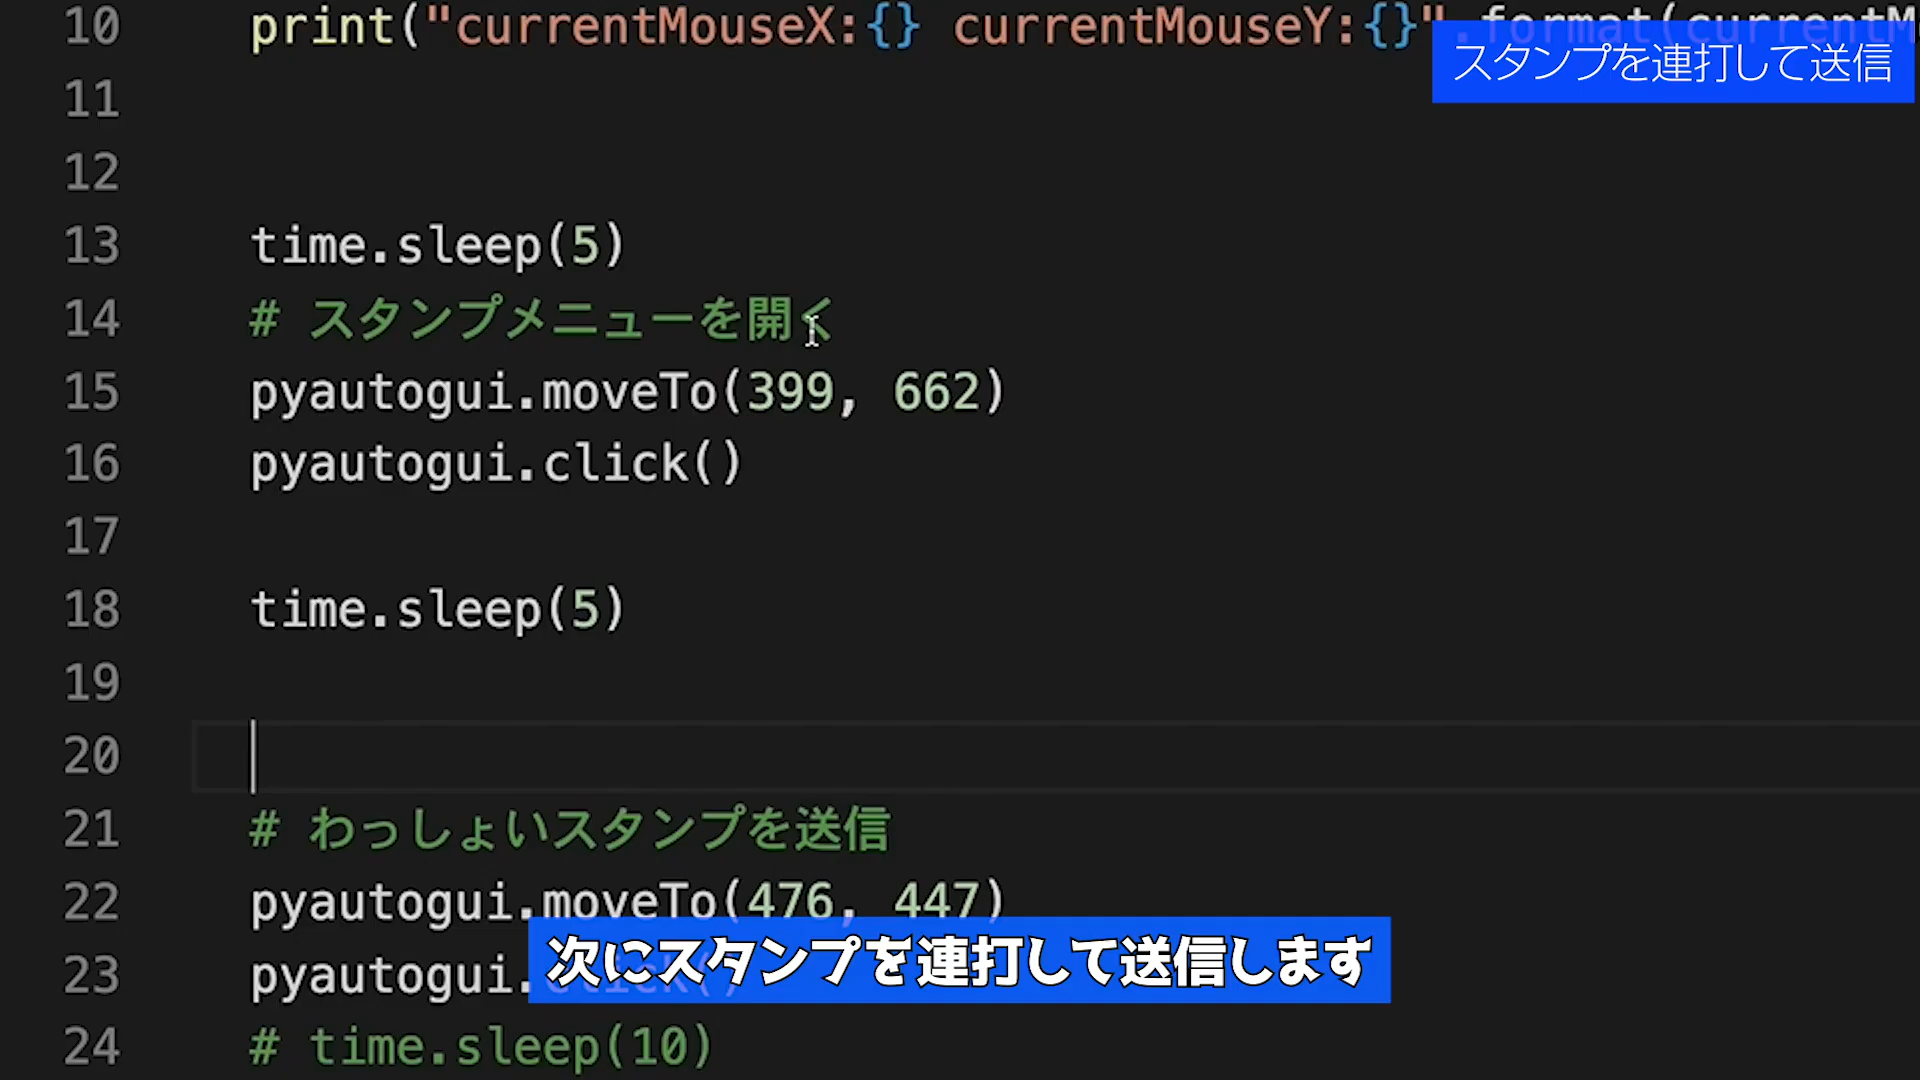 10 print("currentMouseX:{} currentMouseY:{}".format(currentM
スタンプを連打して送信
11
12
13 time.sleep(5)
14 # スタンプメニューを開く
15 pyautogui.moveTo(399, 662)
16 pyautogui.click()
17
18 time.sleep(5)
19
20
21 # わっしょいスタンプを送信
22 pyautogui.moveTo(476, 447)
23 pyautogui.click()
次にスタンプを連打して送信します
24 # time.sleep(10)